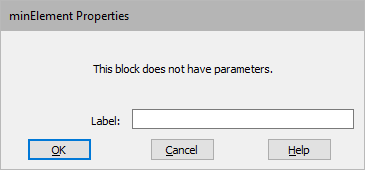 minElement Properties
This block does not have parameters.
Label:
OK Cancel Help